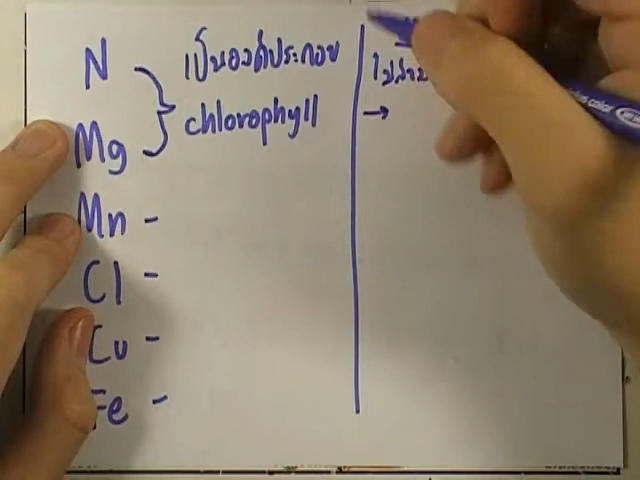 N
Mg
เป็นองค์ประกอบ
chlorophyll
Mn -
Cl -
Cu -
Fe -
→